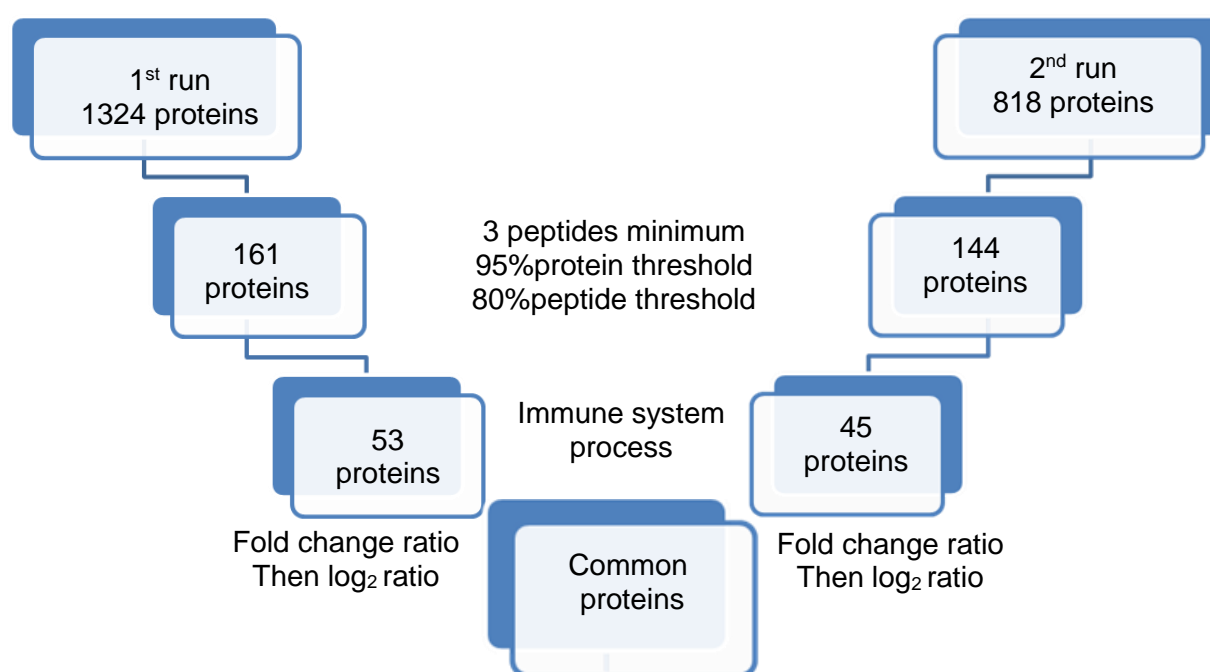 1st run
1324 proteins
2nd run
818 proteins
161
proteins
3 peptides minimum
95%protein threshold
80%peptide threshold
144
proteins
53
proteins
Immune system
process
45
proteins
Fold change ratio
Then log2 ratio
Common
proteins
Fold change ratio
Then log2 ratio